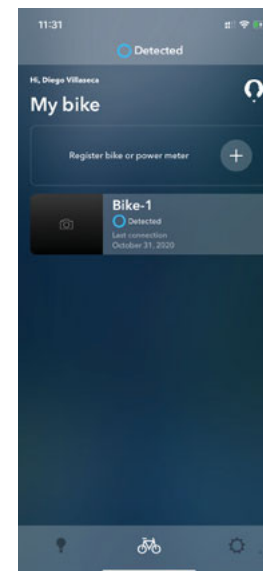 11:31
Detected
Hi, Diego Villaseca
My bike
Register bike or power meter
Bike-1
Detected
Last connection
October 31, 2020